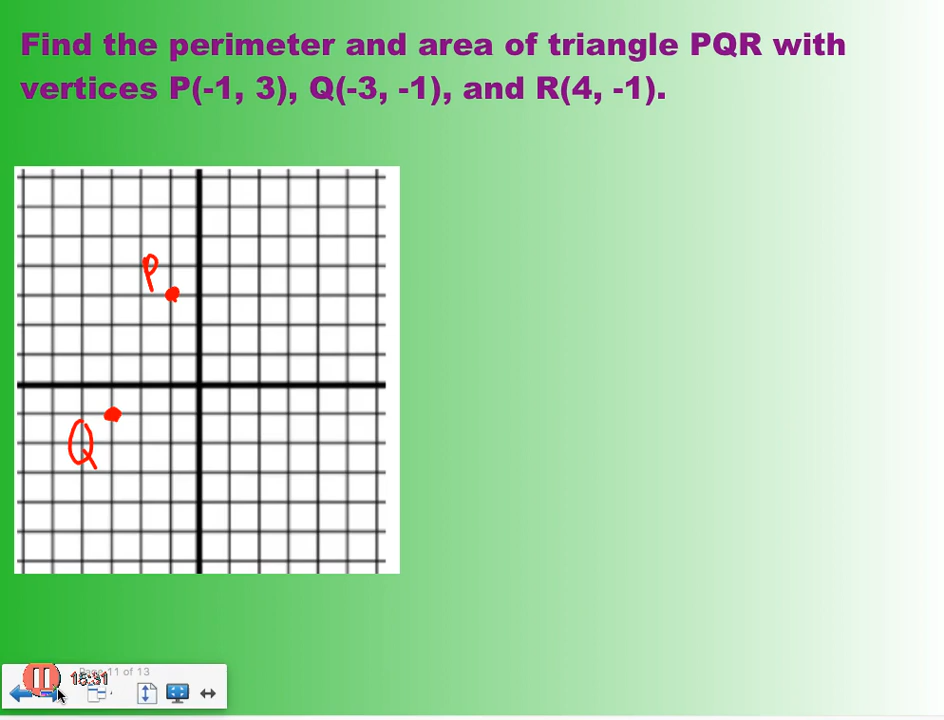 Find the perimeter and area of triangle PQR with
vertices P(-1, 3), Q(-3, -1), and R(4, -1).
P
Q
Page 11 of 13
15:31